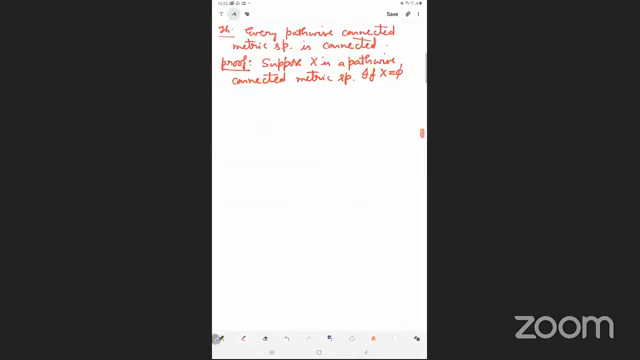 Th: Every pathwise connected
metric sp. is connected.
proof: Suppose X is a pathwise
connected metric sp. If X=ϕ
Save
zoom